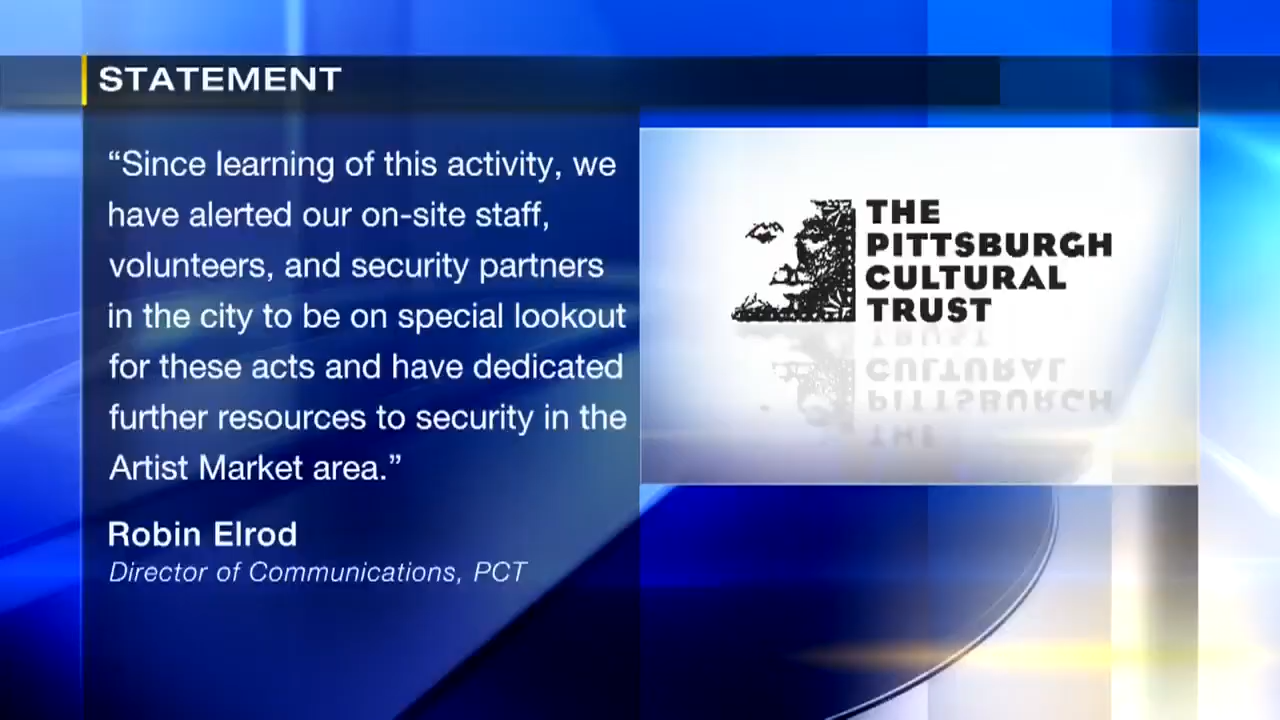 STATEMENT
“Since learning of this activity, we
have alerted our on-site staff,
volunteers, and security partners
in the city to be on special lookout
for these acts and have dedicated
further resources to security in the
Artist Market area.”
Robin Elrod
Director of Communications, PCT
THE
PITTSBURGH
CULTURAL
TRUST